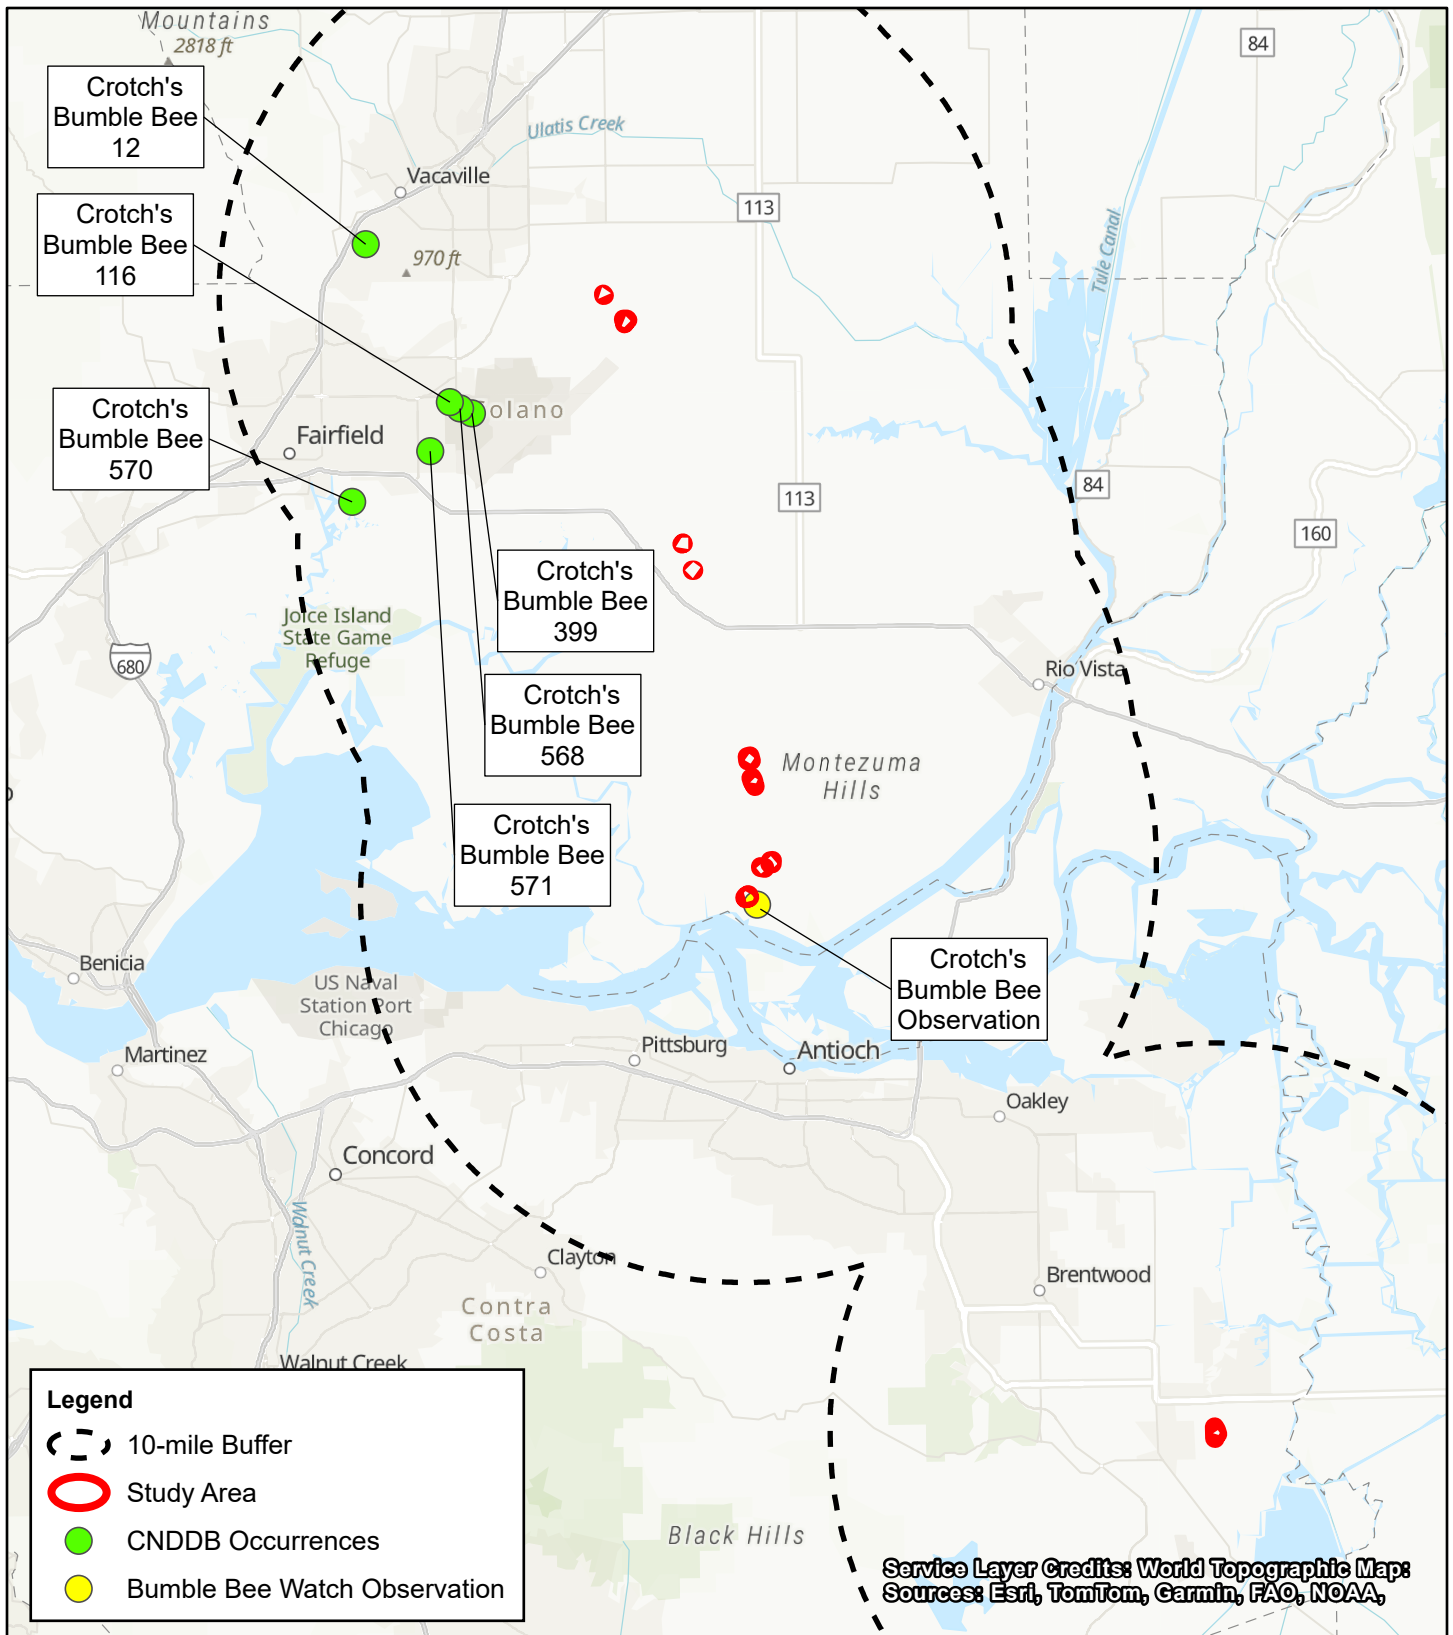 Mountains
2818 ft
84
Crotch's
Bumble Bee
12
Ulatis Creek
Vacaville
113
Crotch's
Bumble Bee
116
970 ft
Tule Canal
Crotch's
Bumble Bee
570
olano
Fairfield
84
113
160
Crotch's
Bumble Bee
399
Joice Island
State Game
Refuge
680
Rio Vista
Crotch's
Bumble Bee
568
Montezuma
Hills
Crotch's
Bumble Bee
571
Crotch's
Bumble Bee
Observation
Benicia
US Naval
Station Port
Chicago
Martinez
Pittsburg
Antioch
Oakley
Concord
Walnut Creek
Clayton
Brentwood
Contra
Costa
Walnut Creek
Legend
10-mile Buffer
Study Area
CNDDB Occurrences
Bumble Bee Watch Observation
Black Hills
Service Layer Credits: World Topographic Map:
Sources: Esri, TomTom, Garmin, FAO, NOAA,